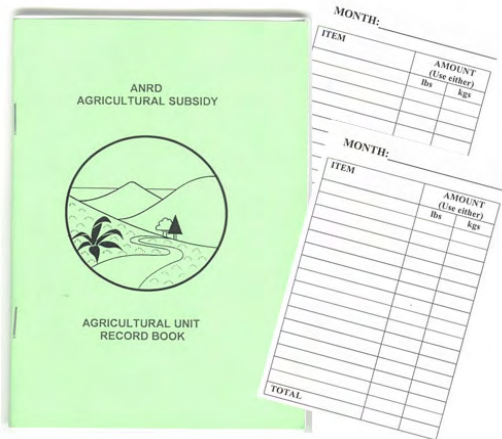 ANRD
AGRICULTURAL SUBSIDY
AGRICULTURAL UNIT
RECORD BOOK
MONTH:
ITEM
AMOUNT
(Use either)
lbs kgs
MONTH:
ITEM
AMOUNT
(Use either)
lbs kgs
TOTAL